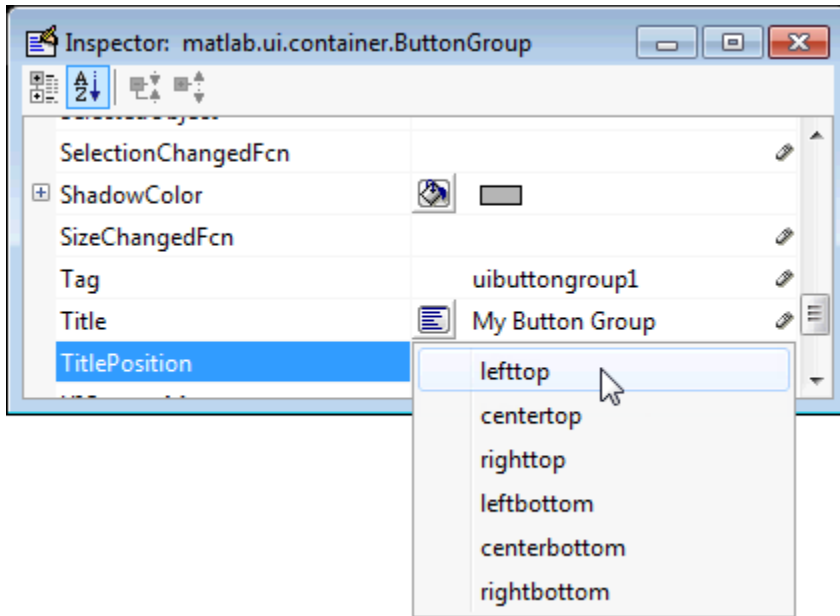 Inspector: matlab.ui.container.ButtonGroup
SelectionChangedFcn
ShadowColor
SizeChangedFcn
Tag uibuttongroup1
Title My Button Group
TitlePosition
lefttop
centertop
righttop
leftbottom
centerbottom
rightbottom